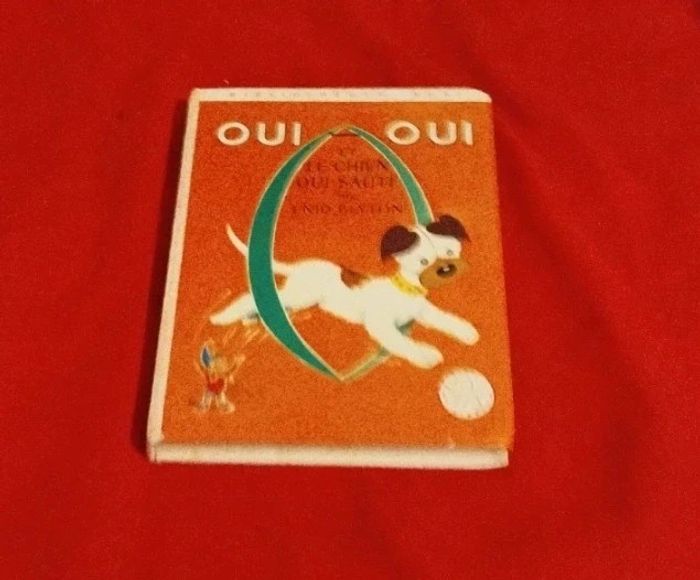 OUI OUI
ET
LE CHIEN
QUI SAUTE
ENID BLYTON